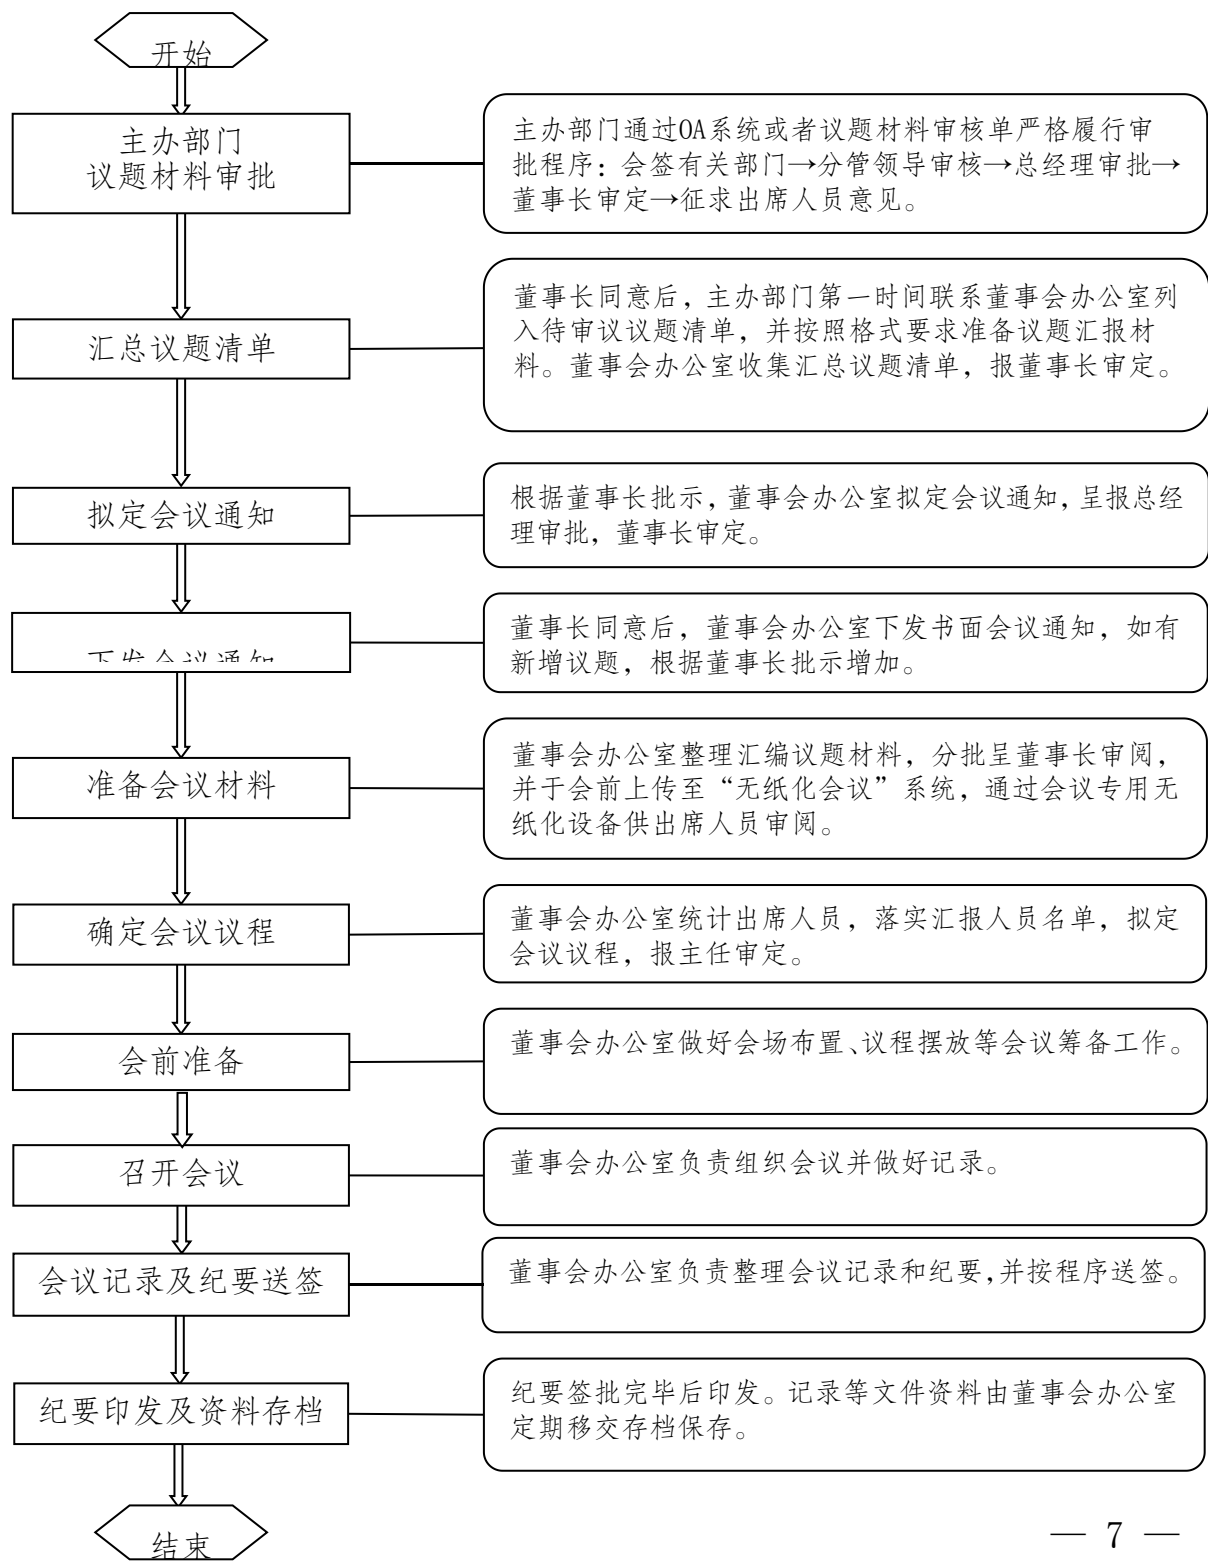 开始
主办部门
议题材料审批
主办部门通过OA系统或者议题材料审核单严格履行审
批程序：会签有关部门→分管领导审核→总经理审批→
董事长审定→征求出席人员意见。
汇总议题清单
董事长同意后，主办部门第一时间联系董事会办公室列
入待审议议题清单，并按照格式要求准备议题汇报材
料。董事会办公室收集汇总议题清单，报董事长审定。
拟定会议通知
根据董事长批示，董事会办公室拟定会议通知，呈报总经
理审批，董事长审定。
下发会议通知
董事长同意后，董事会办公室下发书面会议通知，如有
新增议题，根据董事长批示增加。
准备会议材料
董事会办公室整理汇编议题材料，分批呈董事长审阅，
并于会前上传至“无纸化会议”系统，通过会议专用无
纸化设备供出席人员审阅。
确定会议议程
董事会办公室统计出席人员，落实汇报人员名单，拟定
会议议程，报主任审定。
会前准备
董事会办公室做好会场布置、议程摆放等会议筹备工作。
召开会议
董事会办公室负责组织会议并做好记录。
会议记录及纪要送签
董事会办公室负责整理会议记录和纪要,并按程序送签。
纪要印发及资料存档
纪要签批完毕后印发。记录等文件资料由董事会办公室
定期移交存档保存。
结束
— 7 —